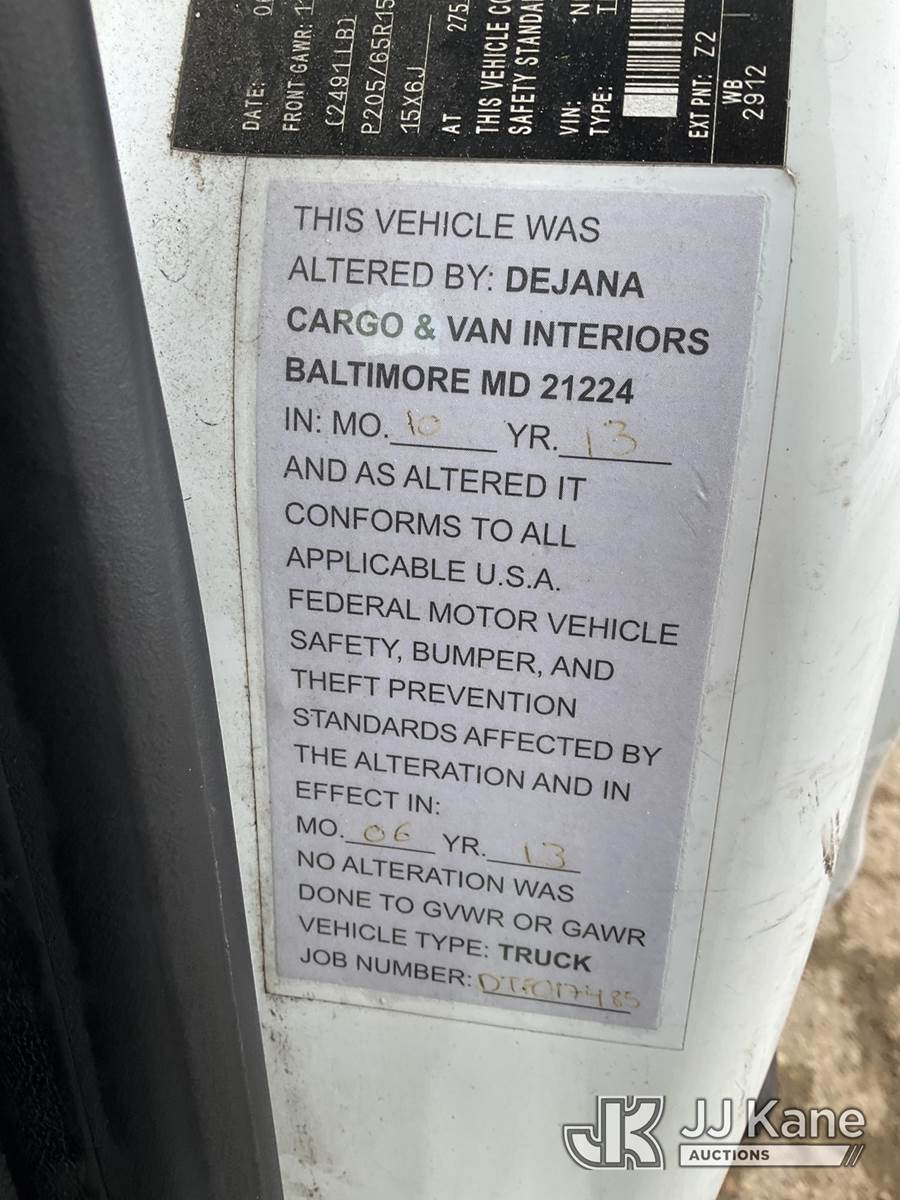 DATE:
FRONT GAWR: 1
(2491LB)
P205/65R15
15X6J
AT 275
THIS VEHICLE CO
SAFETY STANDA
VIN:
TYPE:
EXT PNT: Z2
WB
2912
THIS VEHICLE WAS
ALTERED BY: DEJANA
CARGO & VAN INTERIORS
BALTIMORE MD 21224
IN: MO. 10 YR. 13
AND AS ALTERED IT
CONFORMS TO ALL
APPLICABLE U.S.A.
FEDERAL MOTOR VEHICLE
SAFETY, BUMPER, AND
THEFT PREVENTION
STANDARDS AFFECTED BY
THE ALTERATION AND IN
EFFECT IN:
MO. 06 YR. 13
NO ALTERATION WAS
DONE TO GVWR OR GAWR
VEHICLE TYPE: TRUCK
JOB NUMBER:
JK JJ Kane
AUCTIONS